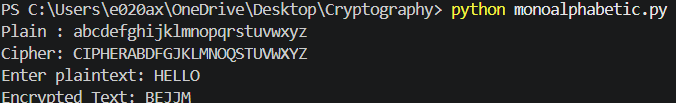 PS C:\Users\e020ax\OneDrive\Desktop\Cryptography> python monoalphabetic.py
Plain : abcdefghijklmnopqrstuvwxyz
Cipher: CIPHERABDFGJKLMNOQSTUVWXYZ
Enter plaintext: HELLO
Encrypted Text: BEJJM